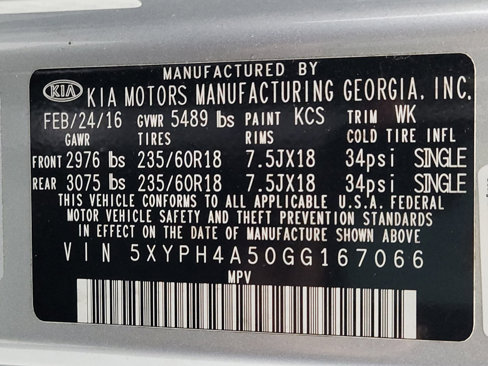 MANUFACTURED BY
KIA KIA MOTORS MANUFACTURING GEORGIA, INC.
FEB/24/16 GVWR 5489 lbs PAINT KCS TRIM WK
GAWR TIRES RIMS COLD TIRE INFL
FRONT 2976 lbs 235/60R18 7.5JX18 34psi SINGLE
REAR 3075 lbs 235/60R18 7.5JX18 34psi SINGLE
THIS VEHICLE CONFORMS TO ALL APPLICABLE U.S.A. FEDERAL
MOTOR VEHICLE SAFETY AND THEFT PREVENTION STANDARDS
IN EFFECT ON THE DATE OF MANUFACTURE SHOWN ABOVE
VIN 5XYPH4A50GG167066
MPV